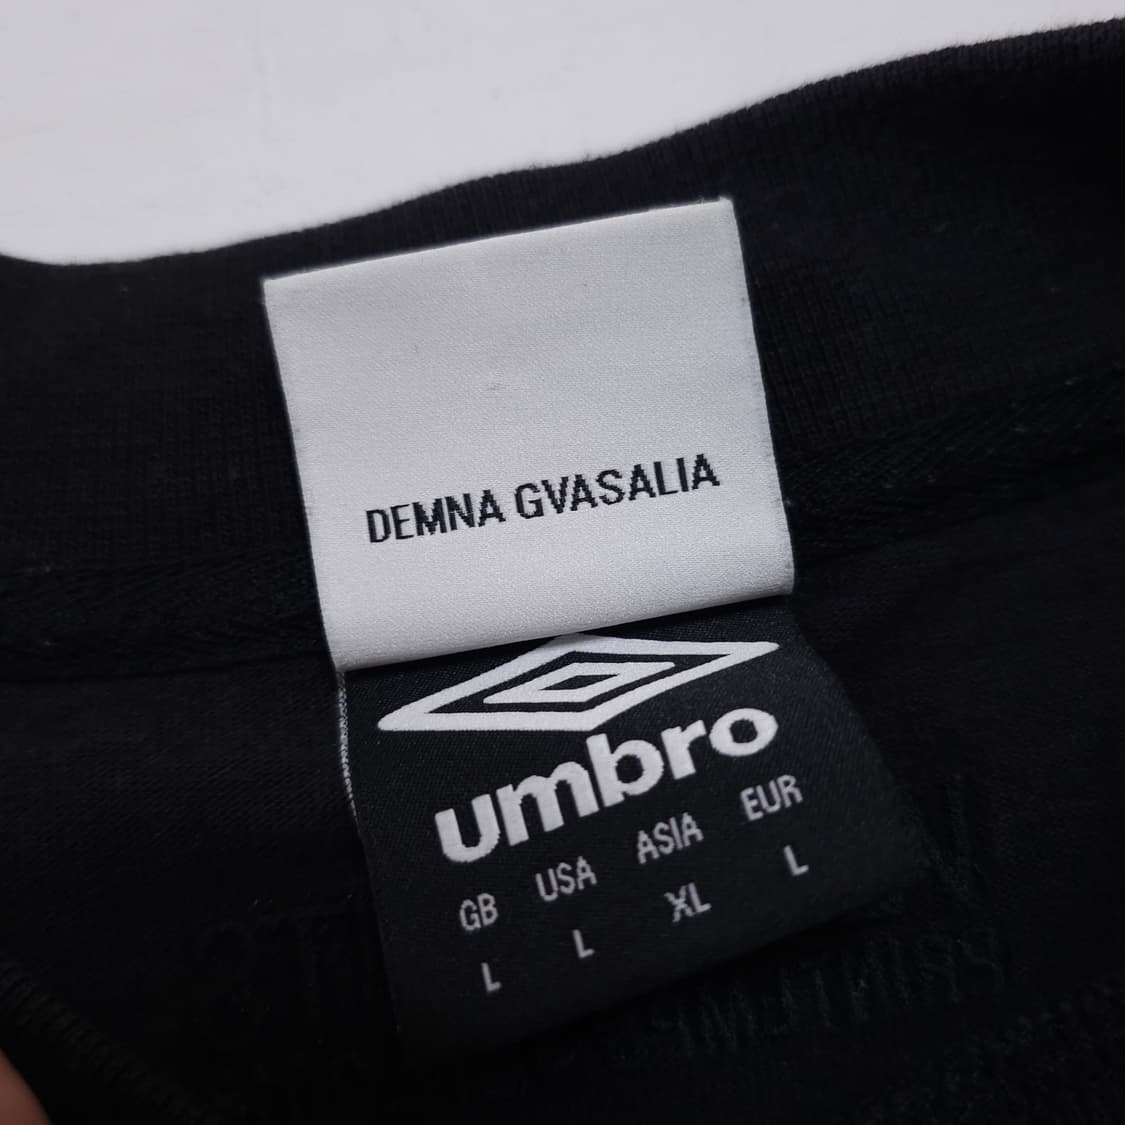 DEMNA GVASALIA
umbro
GB USA ASIA EUR
L L XL L